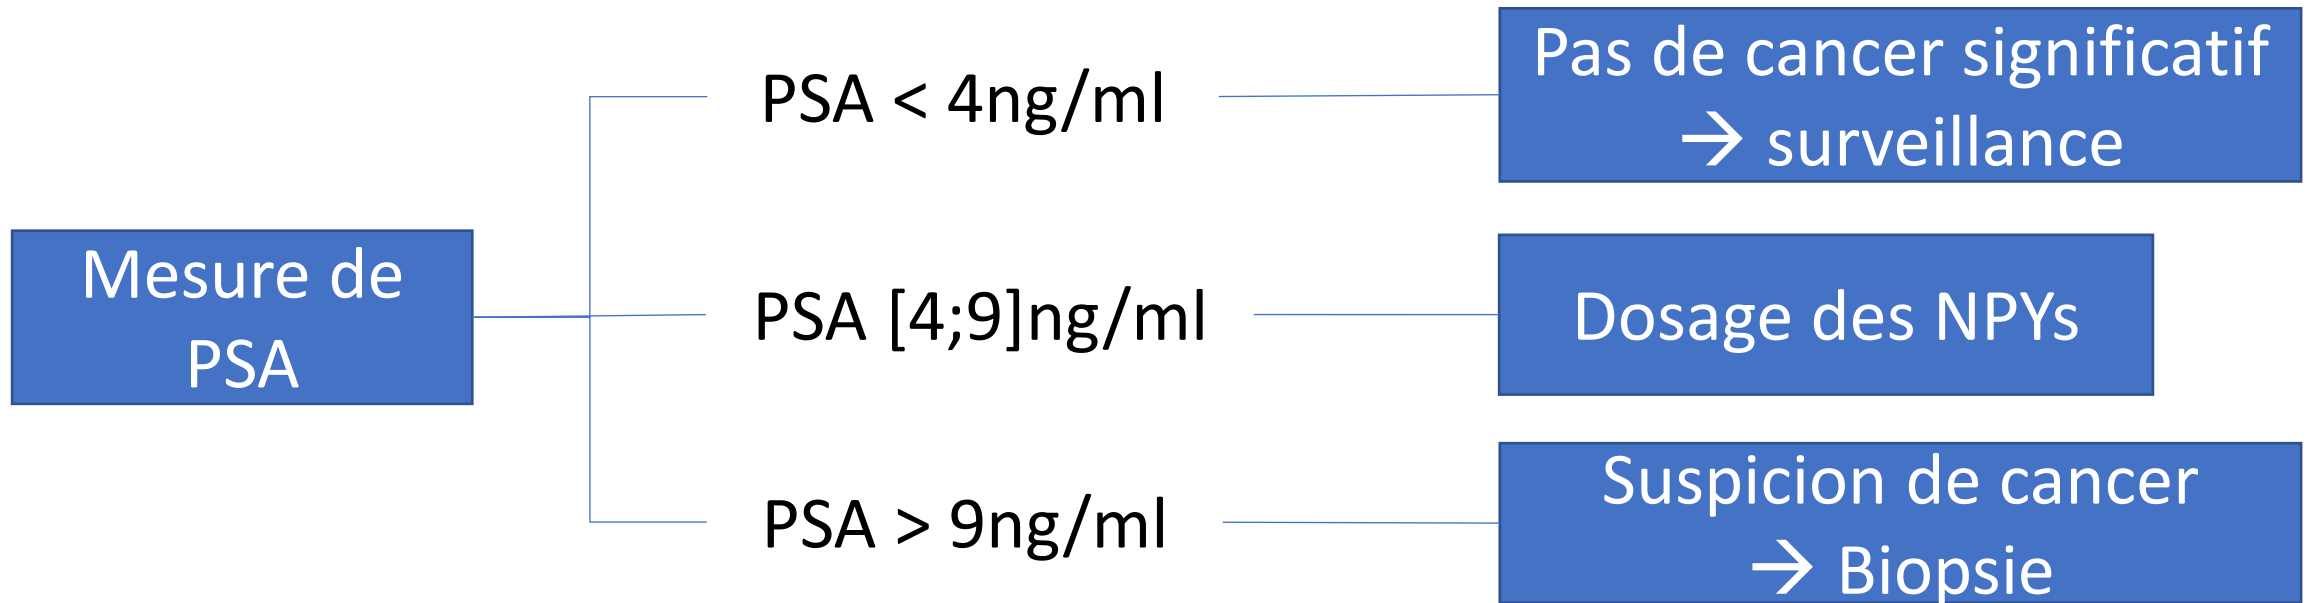 Mesure de
PSA
PSA < 4ng/ml
Pas de cancer significatif
→ surveillance
PSA [4;9]ng/ml
Dosage des NPYs
PSA > 9ng/ml
Suspicion de cancer
→ Biopsie